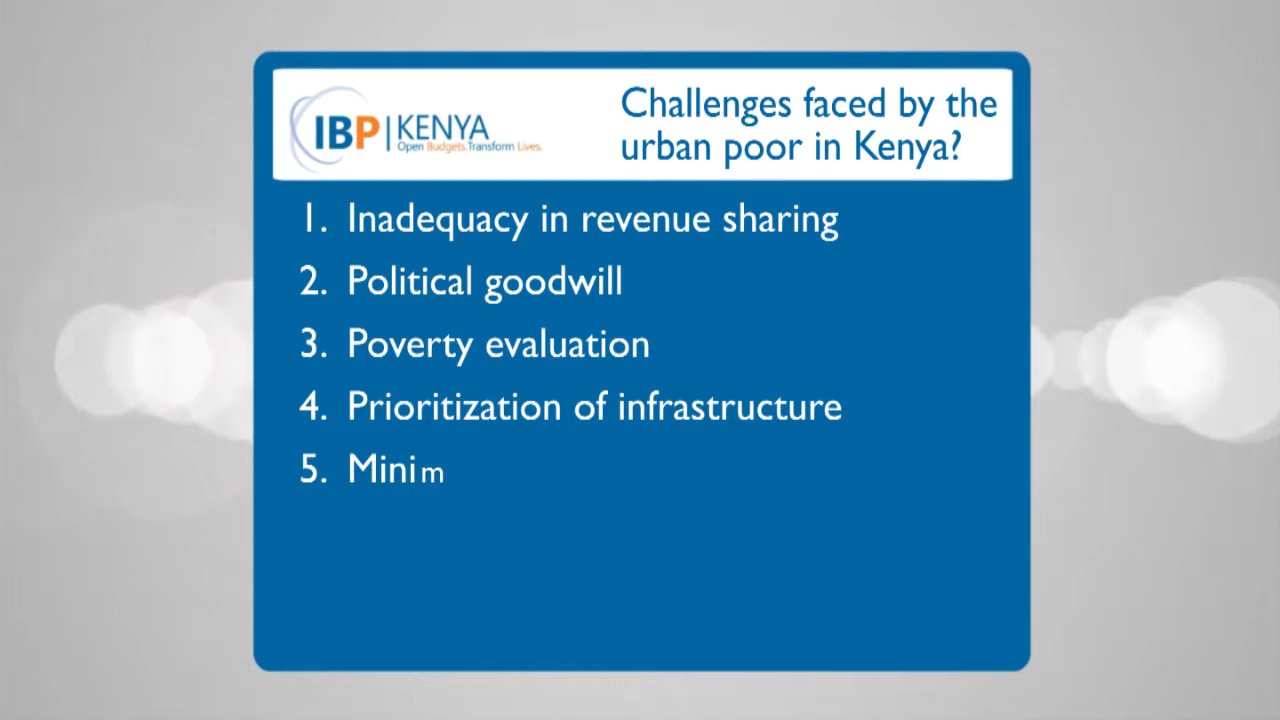 IBP|KENYA
Open Budgets.Transform Lives.
Challenges faced by the
urban poor in Kenya?
1. Inadequacy in revenue sharing
2. Political goodwill
3. Poverty evaluation
4. Prioritization of infrastructure
5. Minim